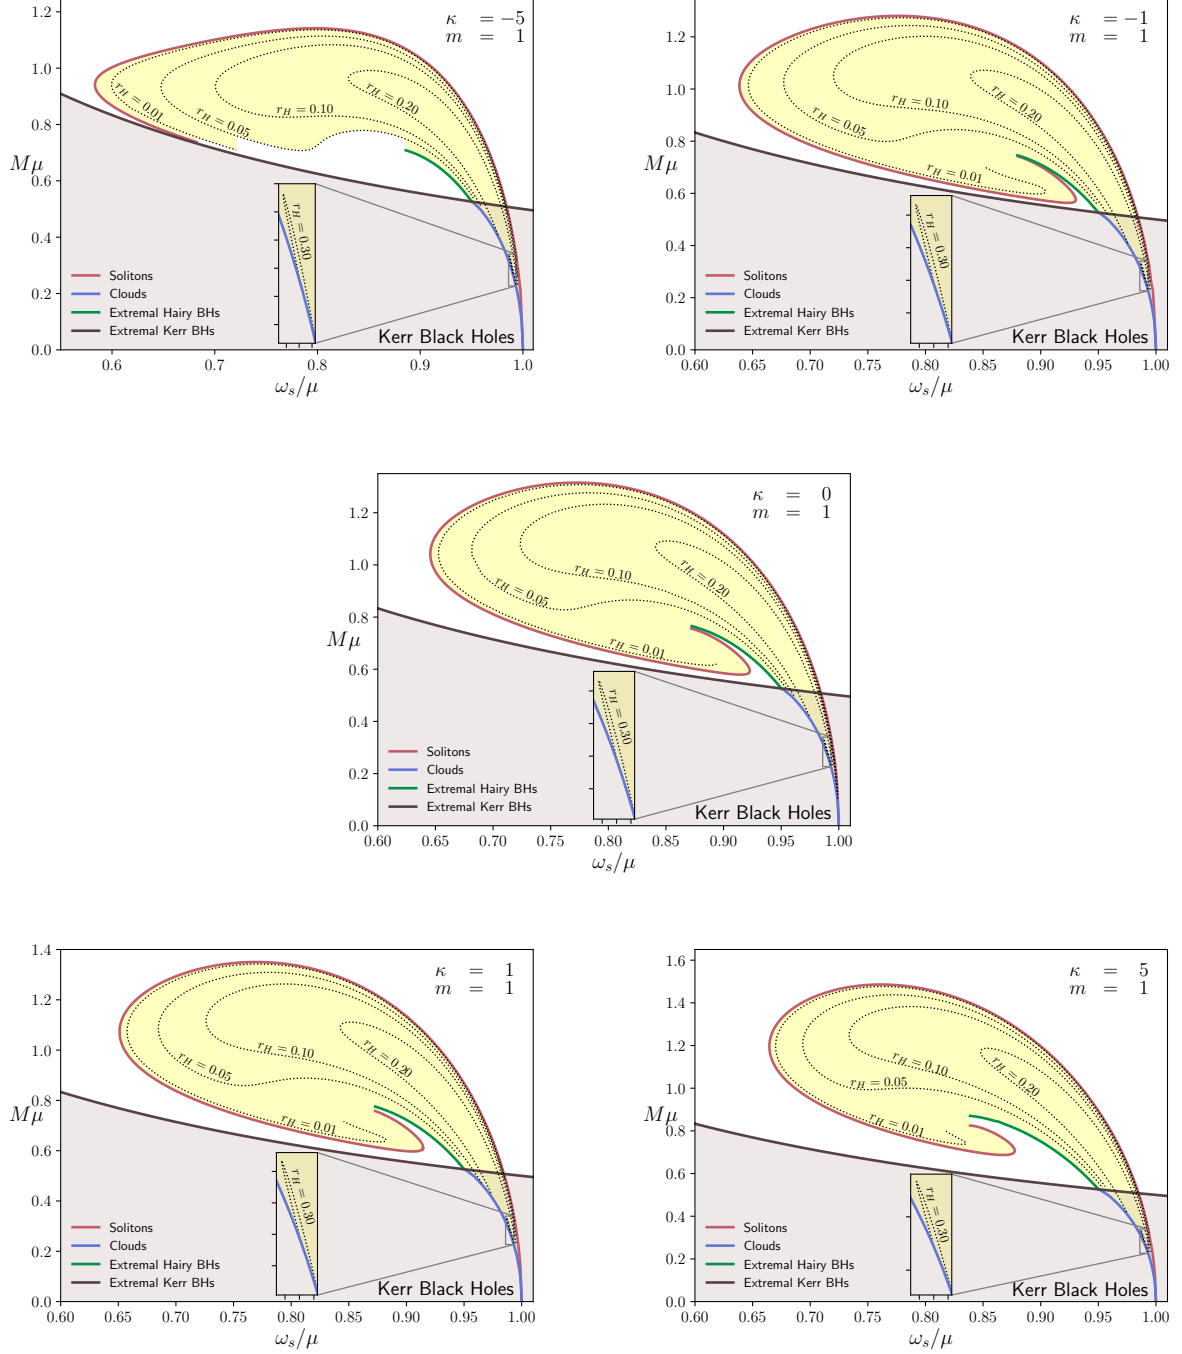 κ = −5
m = 1
1.2
1.0
0.8
0.6
0.4
0.2
0.0
Mμ
r_H = 0.01
r_H = 0.05
r_H = 0.10
r_H = 0.20
r_H = 0.30
Solitons
Clouds
Extremal Hairy BHs
Extremal Kerr BHs
Kerr Black Holes
0.6 0.7 0.8 0.9 1.0
ω_s/μ
κ = −1
m = 1
1.2
1.0
0.8
0.6
0.4
0.2
0.0
Mμ
r_H = 0.10
r_H = 0.20
r_H = 0.05
r_H = 0.01
r_H = 0.30
Solitons
Clouds
Extremal Hairy BHs
Extremal Kerr BHs
Kerr Black Holes
0.60 0.65 0.70 0.75 0.80 0.85 0.90 0.95 1.00
ω_s/μ
κ = 0
m = 1
1.2
1.0
0.8
0.6
0.4
0.2
0.0
Mμ
r_H = 0.10
r_H = 0.20
r_H = 0.05
r_H = 0.01
r_H = 0.30
Solitons
Clouds
Extremal Hairy BHs
Extremal Kerr BHs
Kerr Black Holes
0.60 0.65 0.70 0.75 0.80 0.85 0.90 0.95 1.00
ω_s/μ
κ = 1
m = 1
1.4
1.2
1.0
0.8
0.6
0.4
0.2
0.0
Mμ
r_H = 0.10
r_H = 0.20
r_H = 0.05
r_H = 0.01
r_H = 0.30
Solitons
Clouds
Extremal Hairy BHs
Extremal Kerr BHs
Kerr Black Holes
0.60 0.65 0.70 0.75 0.80 0.85 0.90 0.95 1.00
ω_s/μ
κ = 5
m = 1
1.6
1.4
1.2
1.0
0.8
0.6
0.4
0.2
0.0
Mμ
r_H = 0.10
r_H = 0.20
r_H = 0.05
r_H = 0.01
r_H = 0.30
Solitons
Clouds
Extremal Hairy BHs
Extremal Kerr BHs
Kerr Black Holes
0.60 0.65 0.70 0.75 0.80 0.85 0.90 0.95 1.00
ω_s/μ